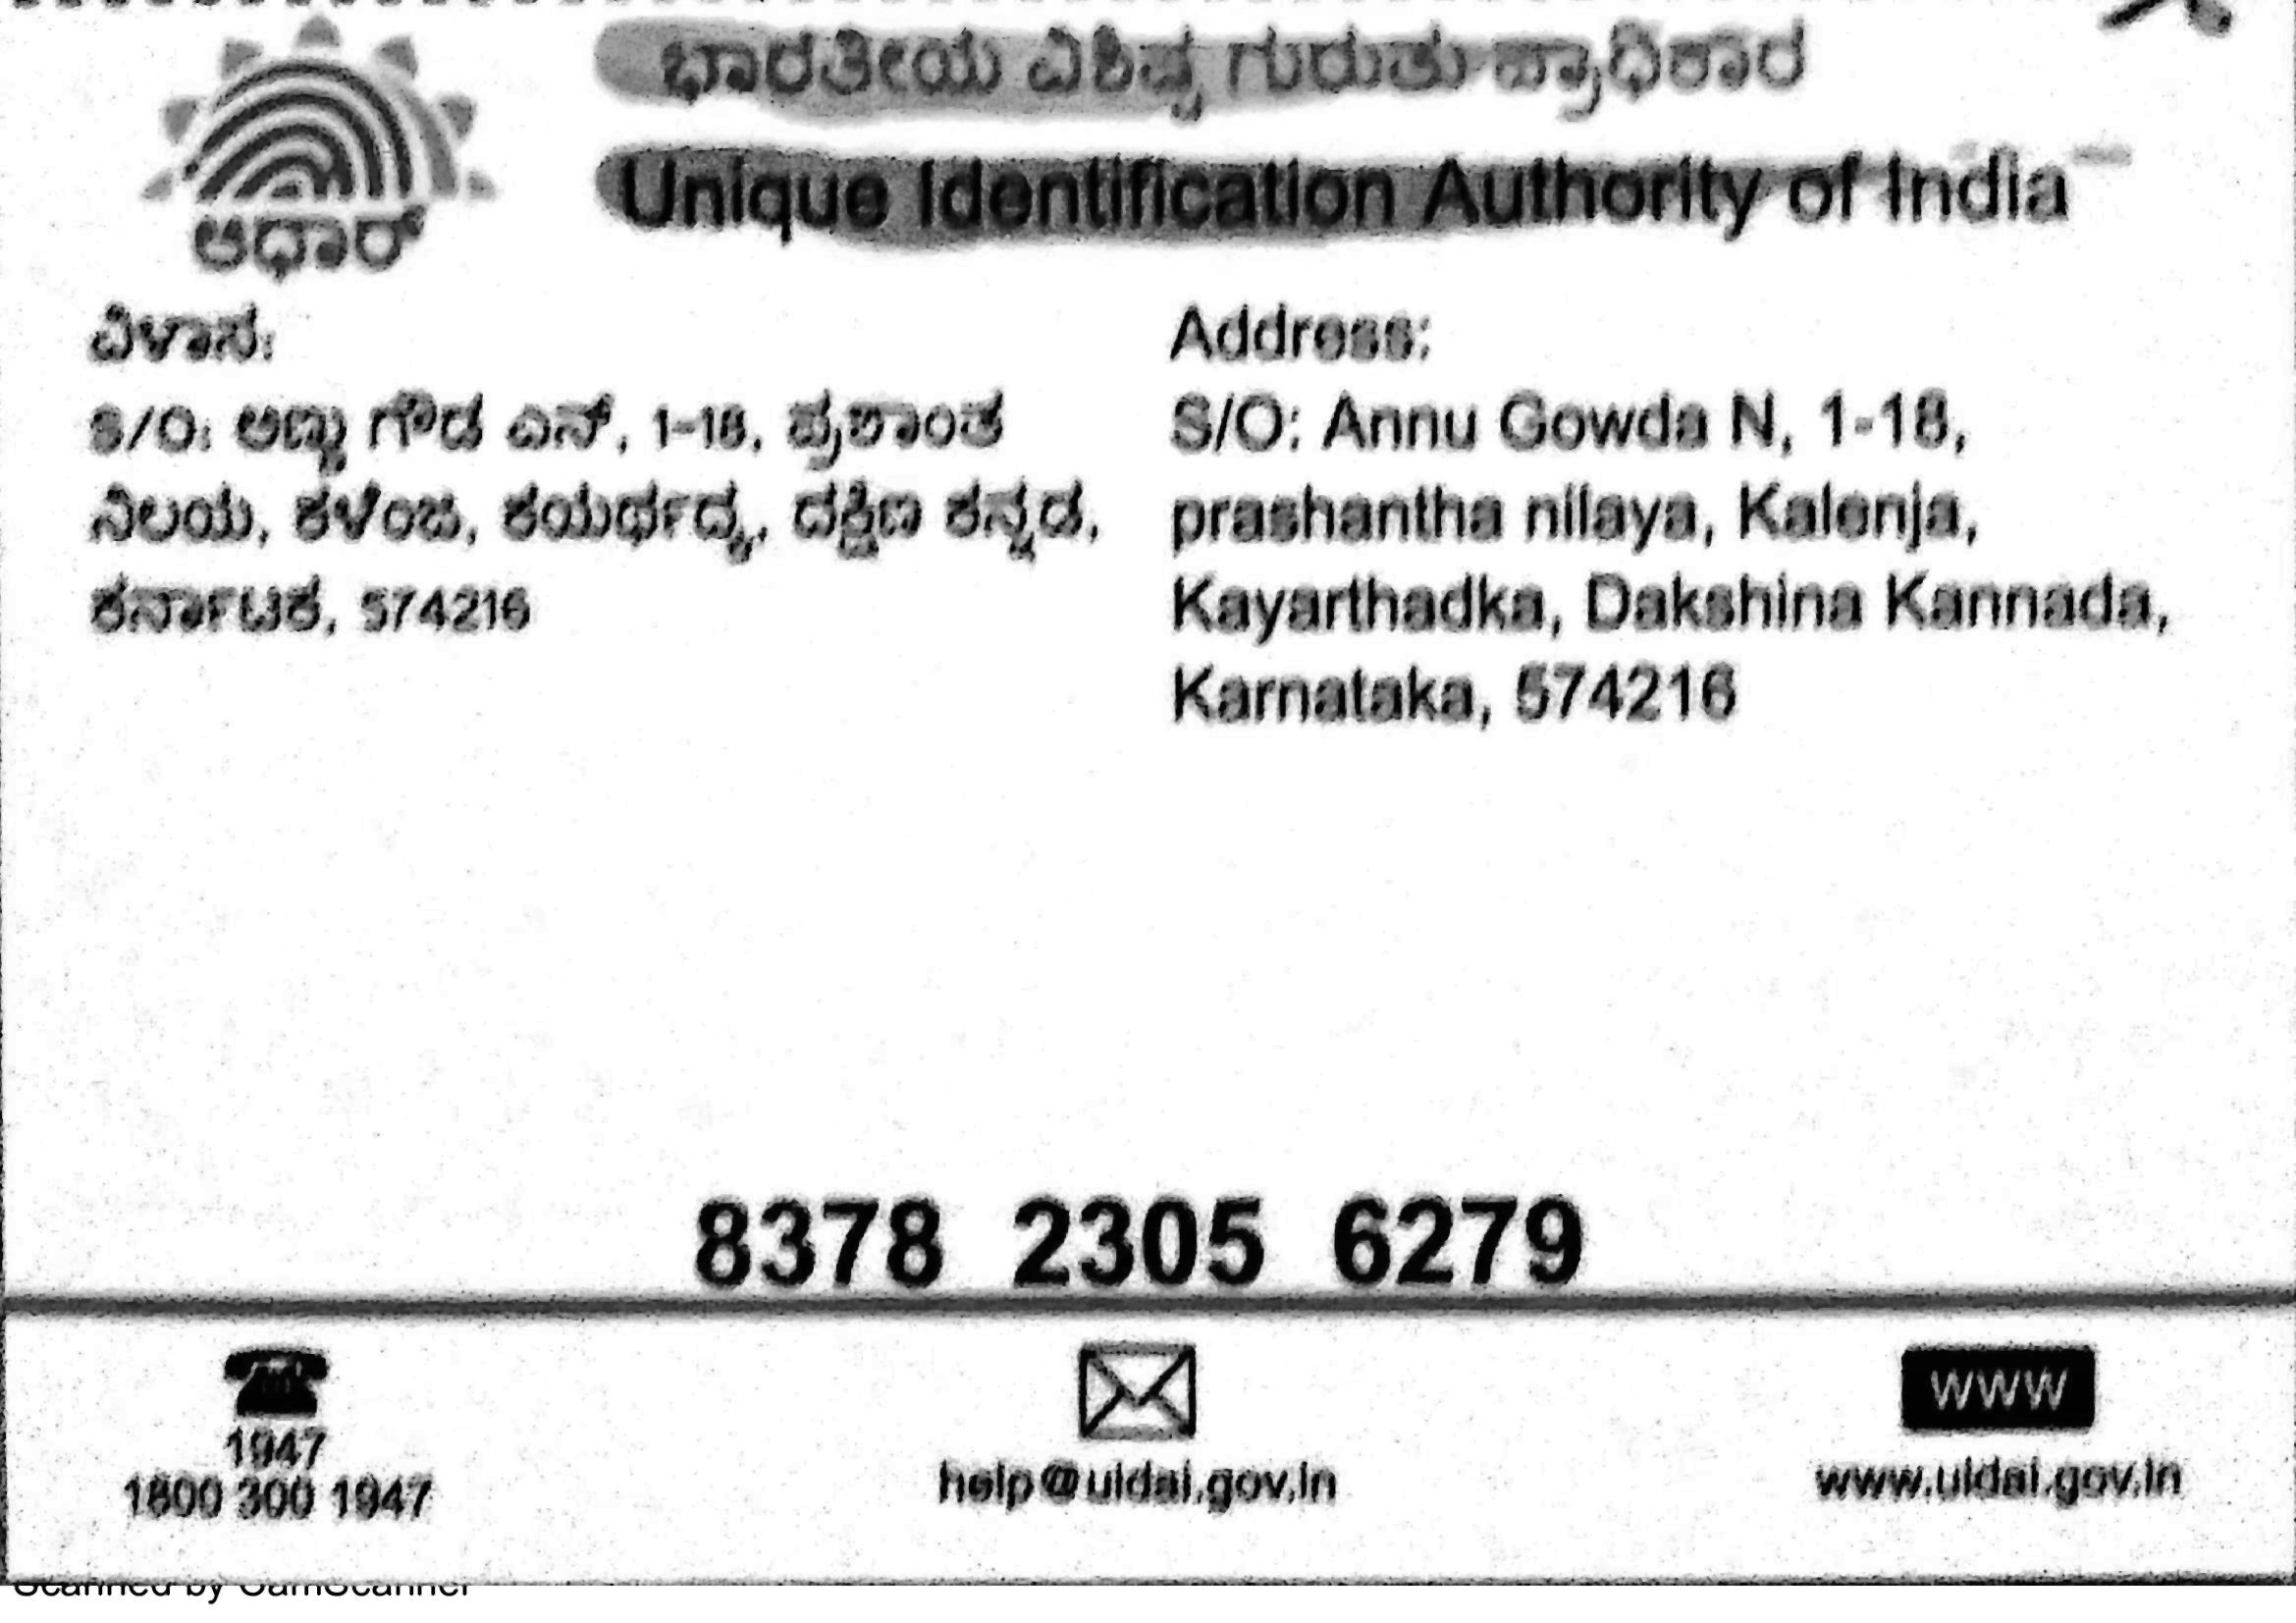 ಭಾರತೀಯ ವಿಶಿಷ್ಟ ಗುರುತು ಪ್ರಾಧಿಕಾರ
Unique Identification Authority of India
ಆಧಾರ್
ವಿಳಾಸ:
S/O: ಅಣ್ಣು ಗೌಡ ಎನ್, 1-18, ಪ್ರಶಾಂತ
ನಿಲಯ, ಕಳೆಂಜ, ಕಯರ್ಥಡ್ಕ, ದಕ್ಷಿಣ ಕನ್ನಡ,
ಕರ್ನಾಟಕ, 574216
Address:
S/O: Annu Gowda N, 1-18,
prashantha nilaya, Kalenja,
Kayarthadka, Dakshina Kannada,
Karnataka, 574216
8378 2305 6279
1947
1800 300 1947
help@uidai.gov.in
WWW
www.uidai.gov.in
Scanned by CamScanner